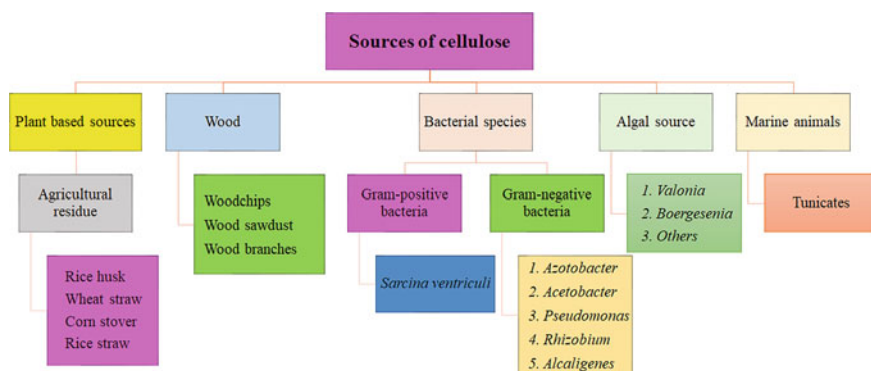 Sources of cellulose
Plant based sources
Wood
Bacterial species
Algal source
Marine animals
Agricultural
residue
Woodchips
Wood sawdust
Wood branches
Gram-positive
bacteria
Gram-negative
bacteria
1. Valonia
2. Boergesenia
3. Others
Tunicates
Rice husk
Wheat straw
Corn stover
Rice straw
Sarcina ventriculi
1. Azotobacter
2. Acetobacter
3. Pseudomonas
4. Rhizobium
5. Alcaligenes